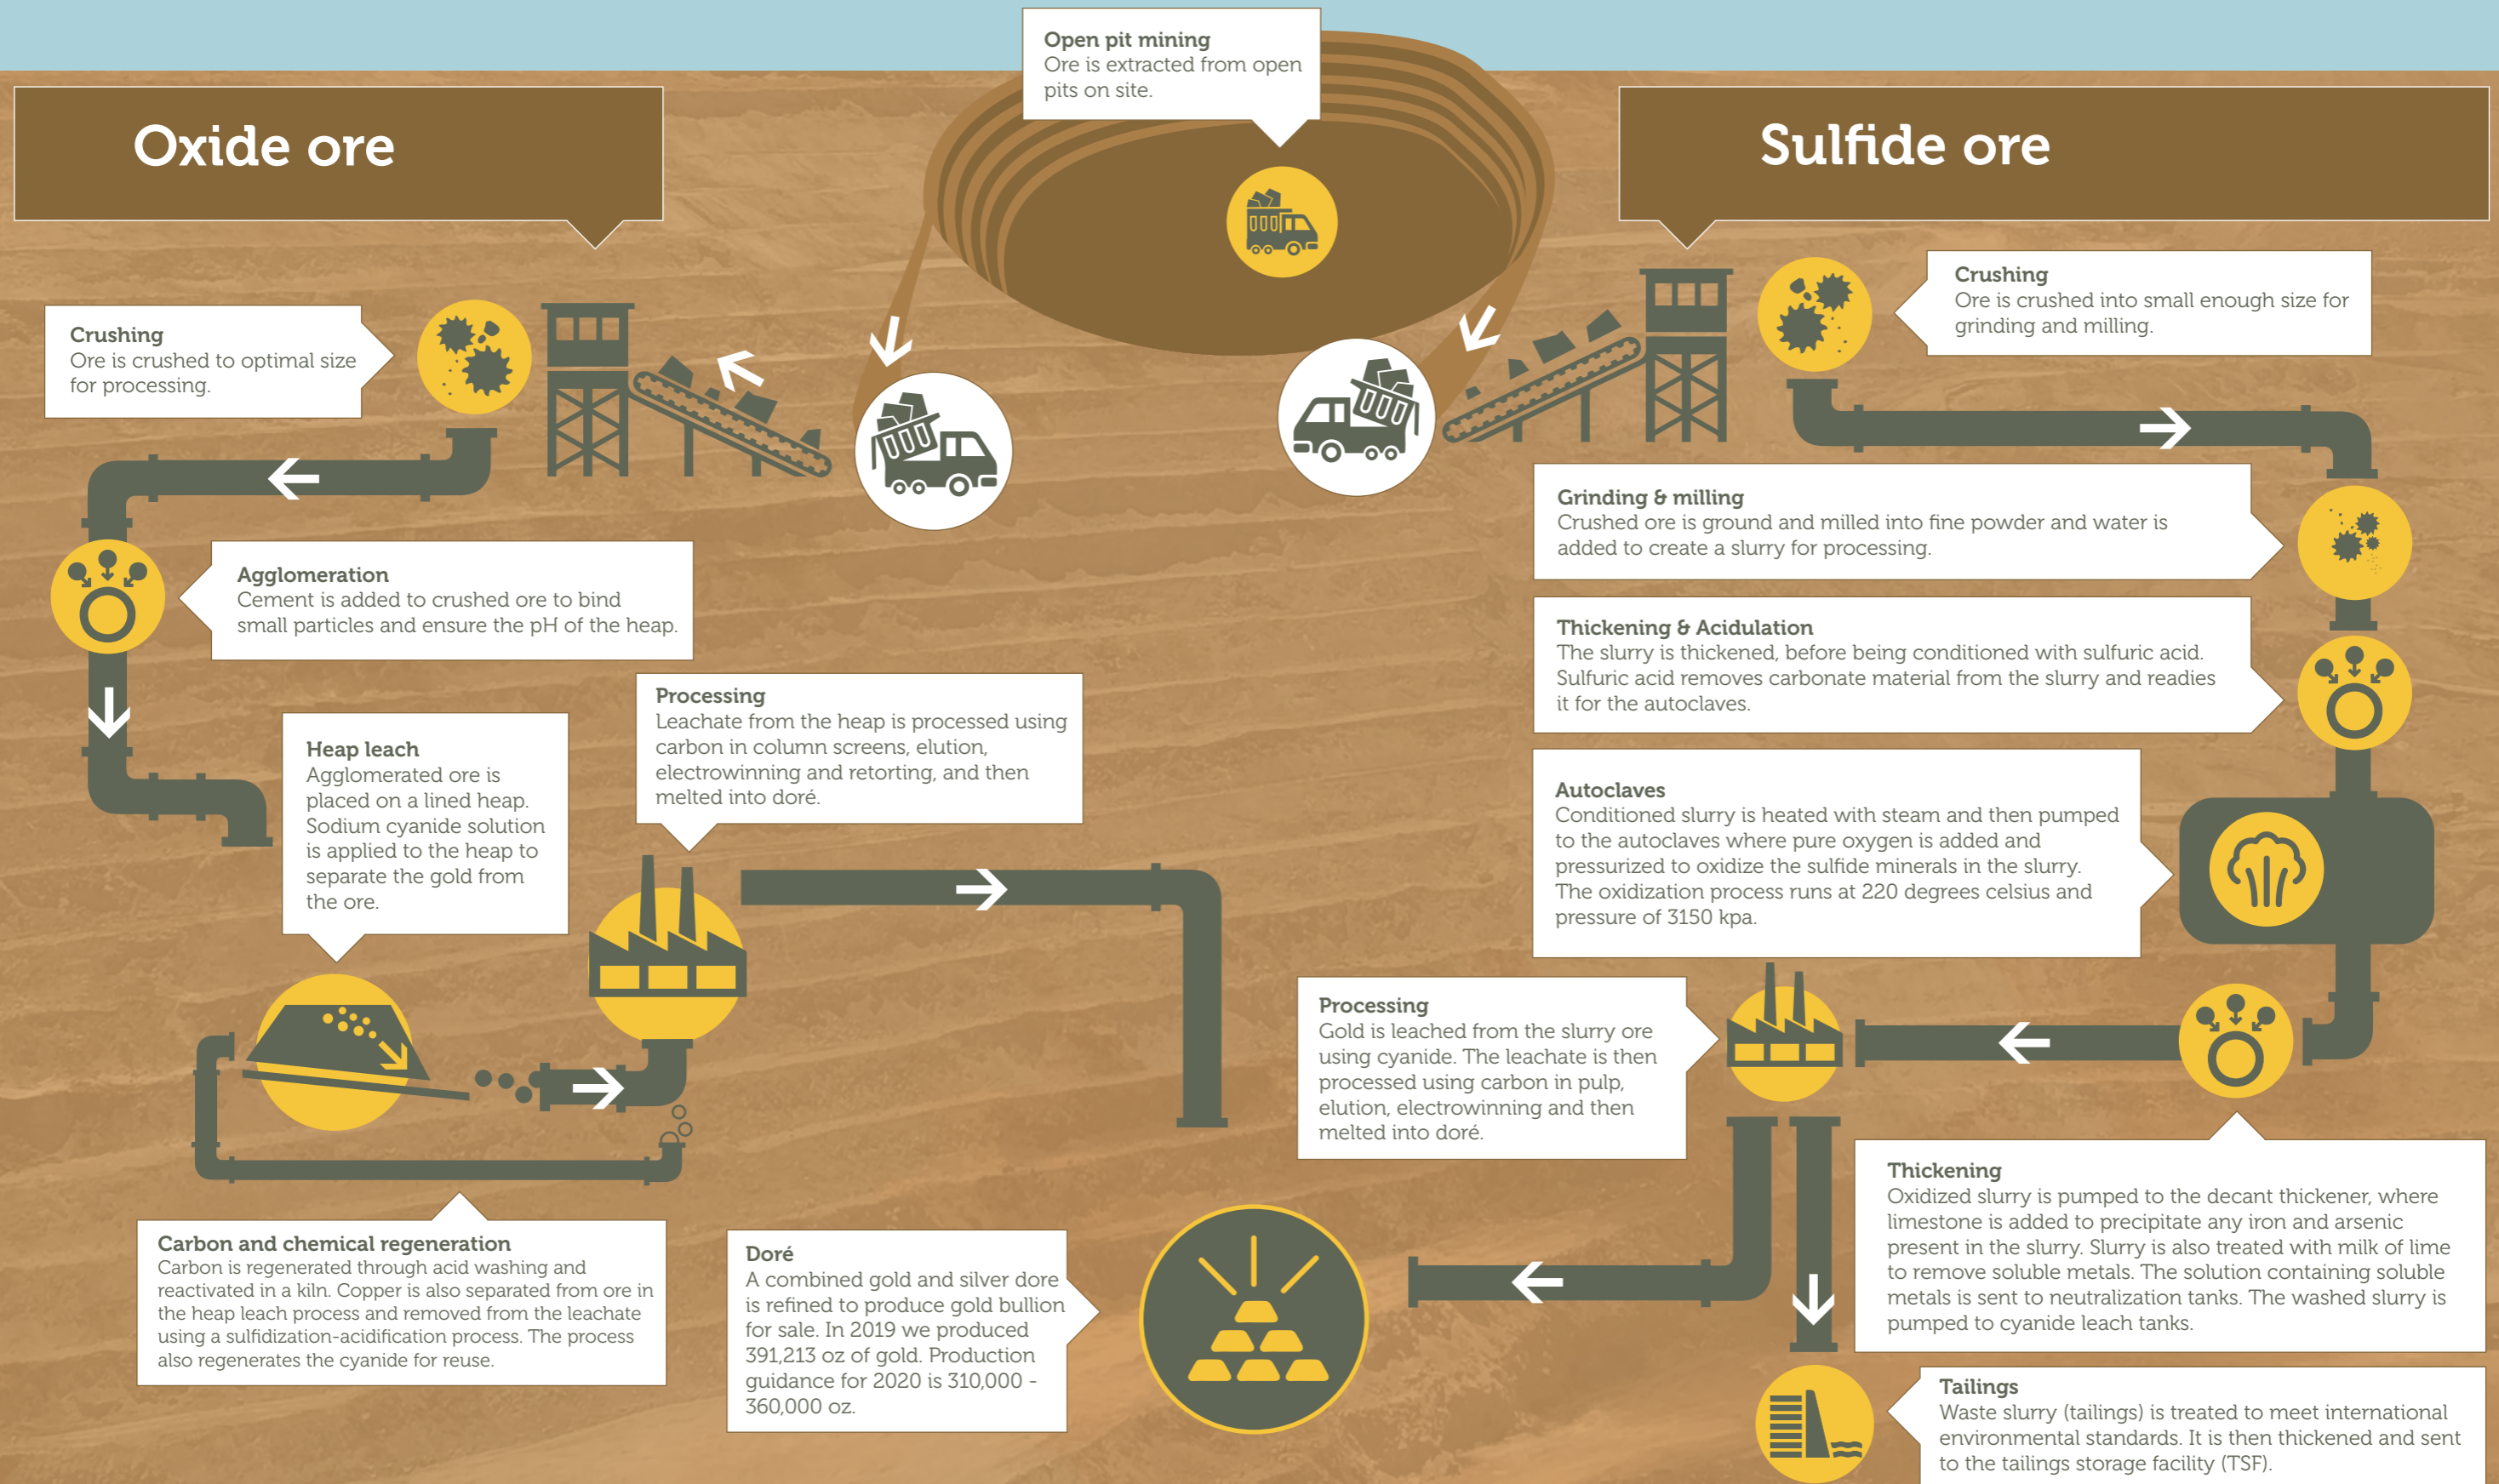 Open pit mining
Ore is extracted from open
pits on site.
Oxide ore
Sulfide ore
Crushing
Ore is crushed to optimal size
for processing.
Agglomeration
Cement is added to crushed ore to bind
small particles and ensure the pH of the heap.
Heap leach
Agglomerated ore is
placed on a lined heap.
Sodium cyanide solution
is applied to the heap to
separate the gold from
the ore.
Processing
Leachate from the heap is processed using
carbon in column screens, elution,
electrowinning and retorting, and then
melted into doré.
Carbon and chemical regeneration
Carbon is regenerated through acid washing and
reactivated in a kiln. Copper is also separated from ore in
the heap leach process and removed from the leachate
using a sulfidization-acidification process. The process
also regenerates the cyanide for reuse.
Doré
A combined gold and silver dore
is refined to produce gold bullion
for sale. In 2019 we produced
391,213 oz of gold. Production
guidance for 2020 is 310,000 -
360,000 oz.
Crushing
Ore is crushed into small enough size for
grinding and milling.
Grinding & milling
Crushed ore is ground and milled into fine powder and water is
added to create a slurry for processing.
Thickening & Acidulation
The slurry is thickened, before being conditioned with sulfuric acid.
Sulfuric acid removes carbonate material from the slurry and readies
it for the autoclaves.
Autoclaves
Conditioned slurry is heated with steam and then pumped
to the autoclaves where pure oxygen is added and
pressurized to oxidize the sulfide minerals in the slurry.
The oxidization process runs at 220 degrees celsius and
pressure of 3150 kpa.
Processing
Gold is leached from the slurry ore
using cyanide. The leachate is then
processed using carbon in pulp,
elution, electrowinning and then
melted into doré.
Thickening
Oxidized slurry is pumped to the decant thickener, where
limestone is added to precipitate any iron and arsenic
present in the slurry. Slurry is also treated with milk of lime
to remove soluble metals. The solution containing soluble
metals is sent to neutralization tanks. The washed slurry is
pumped to cyanide leach tanks.
Tailings
Waste slurry (tailings) is treated to meet international
environmental standards. It is then thickened and sent
to the tailings storage facility (TSF).